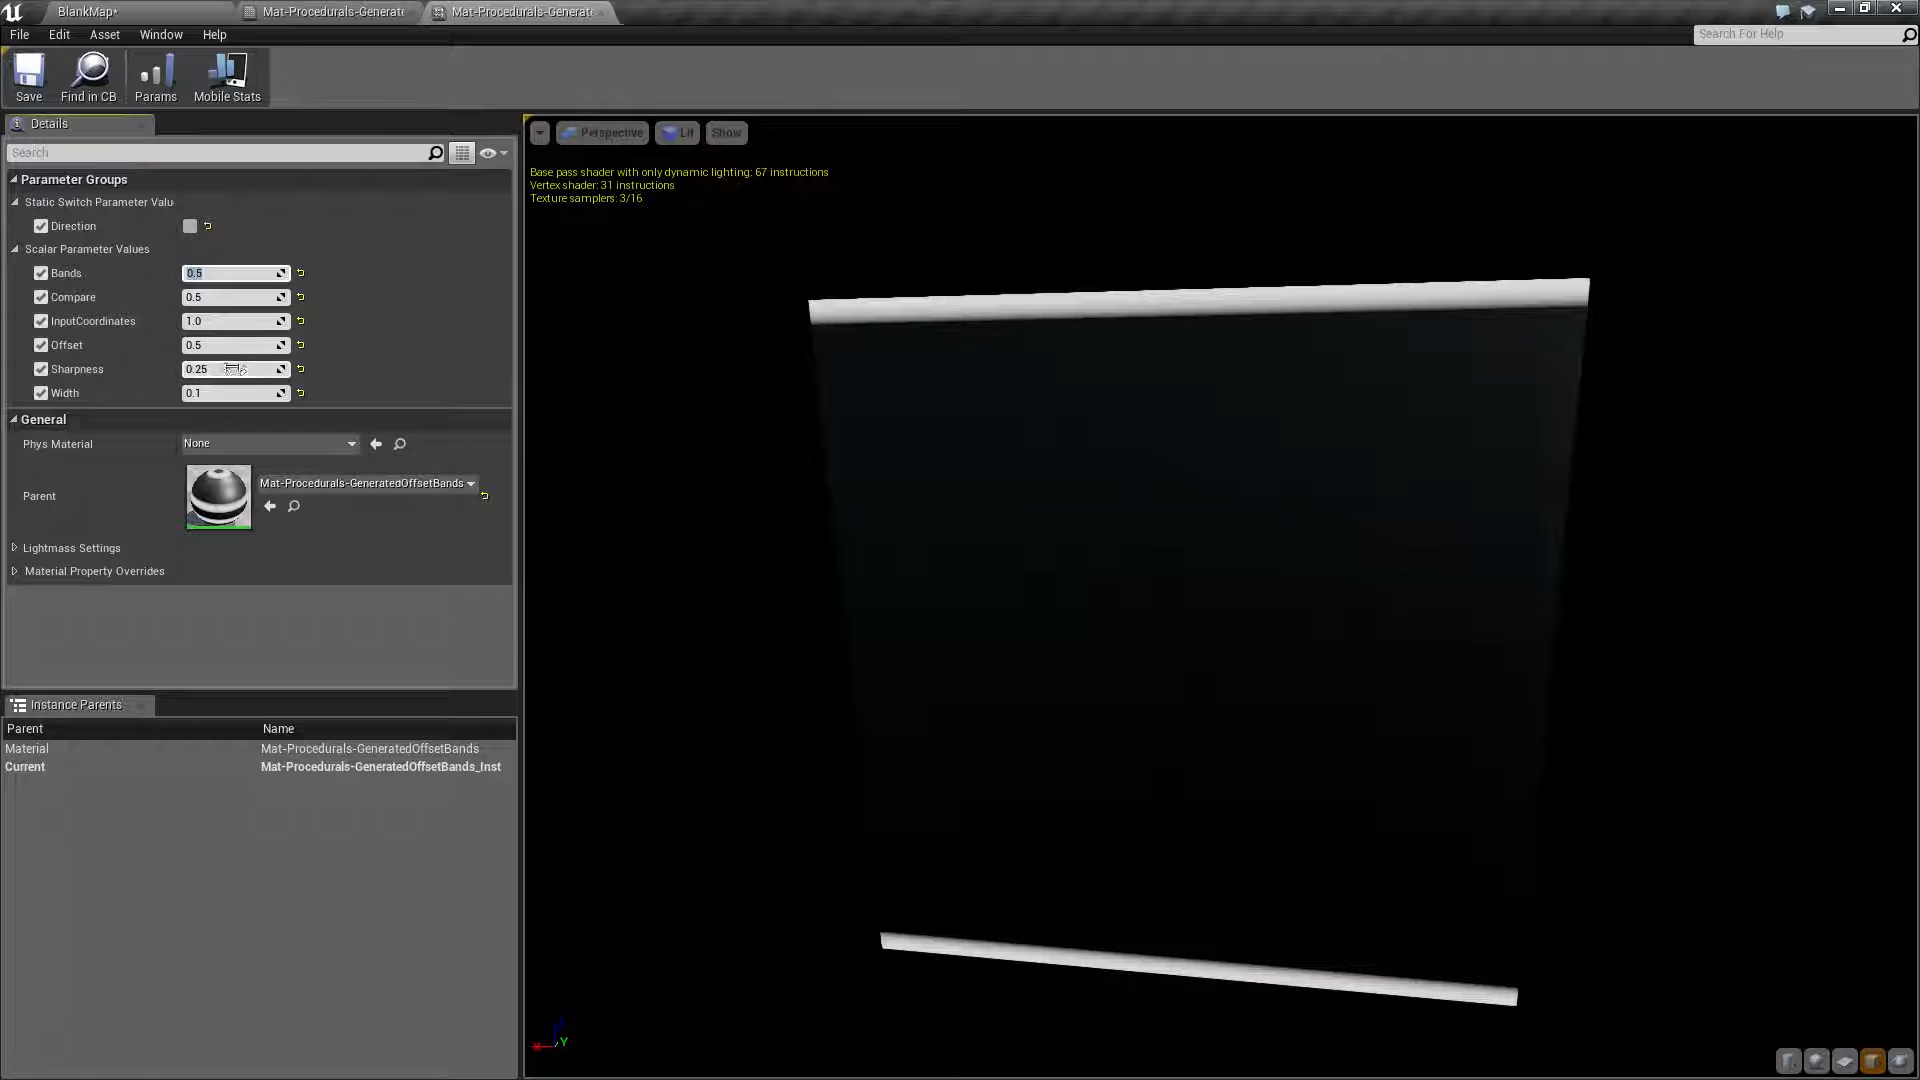 BlankMap*
Mat-Procedurals-Generate
Mat-Procedurals-Generate
File
Edit
Asset
Window
Help
Search For Help
Save
Find in CB
Params
Mobile Stats
Details
Search
Perspective
Lit
Show
Base pass shader with only dynamic lighting: 67 instructions
Vertex shader: 31 instructions
Texture samplers: 3/16
Parameter Groups
Static Switch Parameter Valu
Direction
Scalar Parameter Values
Bands
0.5
Compare
0.5
InputCoordinates
1.0
Offset
0.5
Sharpness
0.25
Width
0.1
General
Phys Material
None
Parent
Mat-Procedurals-GeneratedOffsetBands
Lightmass Settings
Material Property Overrides
Instance Parents
Parent
Name
Material
Mat-Procedurals-GeneratedOffsetBands
Current
Mat-Procedurals-GeneratedOffsetBands_Inst
X
Y